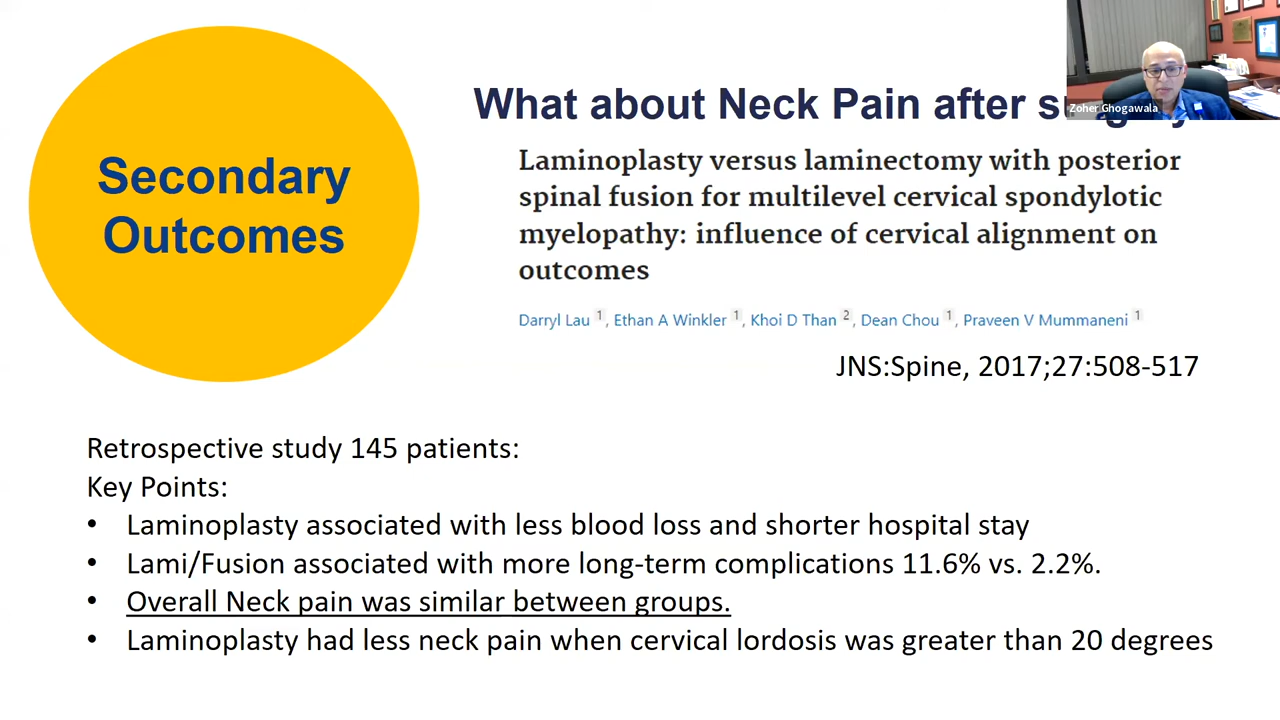 Secondary
Outcomes
What about Neck Pain after
Zoher Ghogawala
Laminoplasty versus laminectomy with posterior
spinal fusion for multilevel cervical spondylotic
myelopathy: influence of cervical alignment on
outcomes
Darryl Lau 1, Ethan A Winkler 1, Khoi D Than 2, Dean Chou 1, Praveen V Mummaneni 1
JNS:Spine, 2017;27:508-517
Retrospective study 145 patients:
Key Points:
• Laminoplasty associated with less blood loss and shorter hospital stay
• Lami/Fusion associated with more long-term complications 11.6% vs. 2.2%.
• Overall Neck pain was similar between groups.
• Laminoplasty had less neck pain when cervical lordosis was greater than 20 degrees